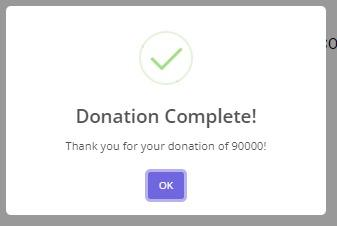 Donation Complete!
Thank you for your donation of 90000!
OK